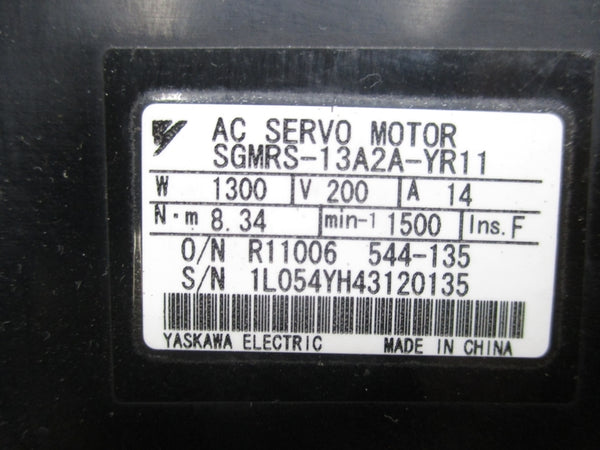 AC SERVO MOTOR
SGMRS-13A2A-YR11
W 1300 V 200 A 14
N·m 8.34 min-1 1500 Ins.F
O/N R11006 544-135
S/N 1L054YH43120135
YASKAWA ELECTRIC MADE IN CHINA